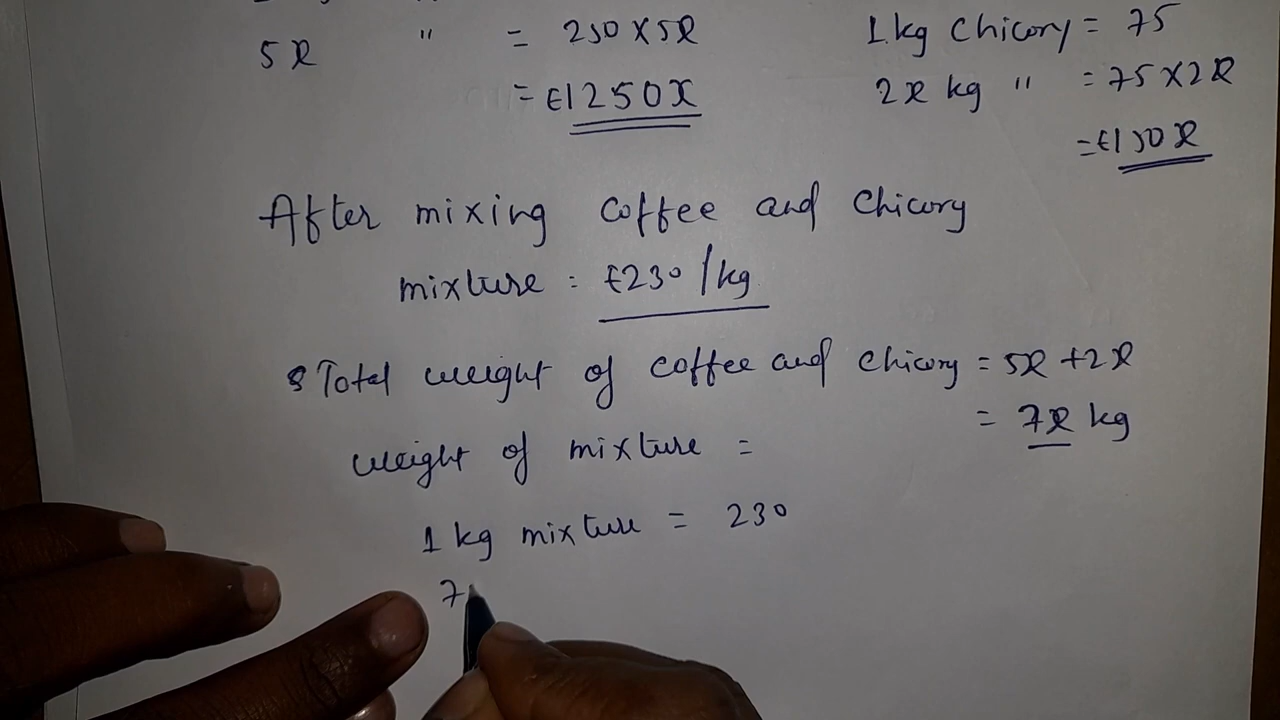 5x " = 250 x 5x
= ₹1250x
1 kg Chicory = 75
2x kg " = 75 x 2x
= ₹150x
After mixing coffee and chicory
mixture = ₹230/kg
Total weight of coffee and chicory = 5x + 2x
= 7x kg
weight of mixture =
1 kg mixture = 230
7